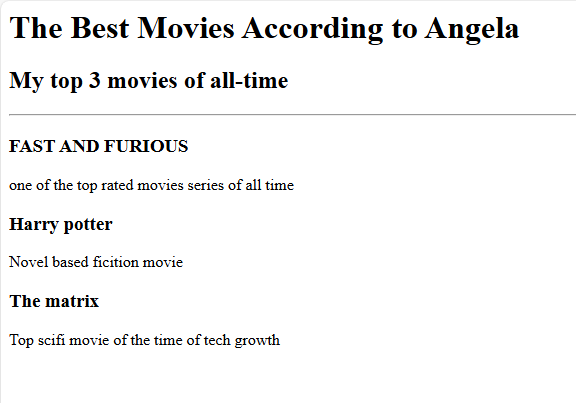 The Best Movies According to Angela
My top 3 movies of all-time
FAST AND FURIOUS
one of the top rated movies series of all time
Harry potter
Novel based ficition movie
The matrix
Top scifi movie of the time of tech growth